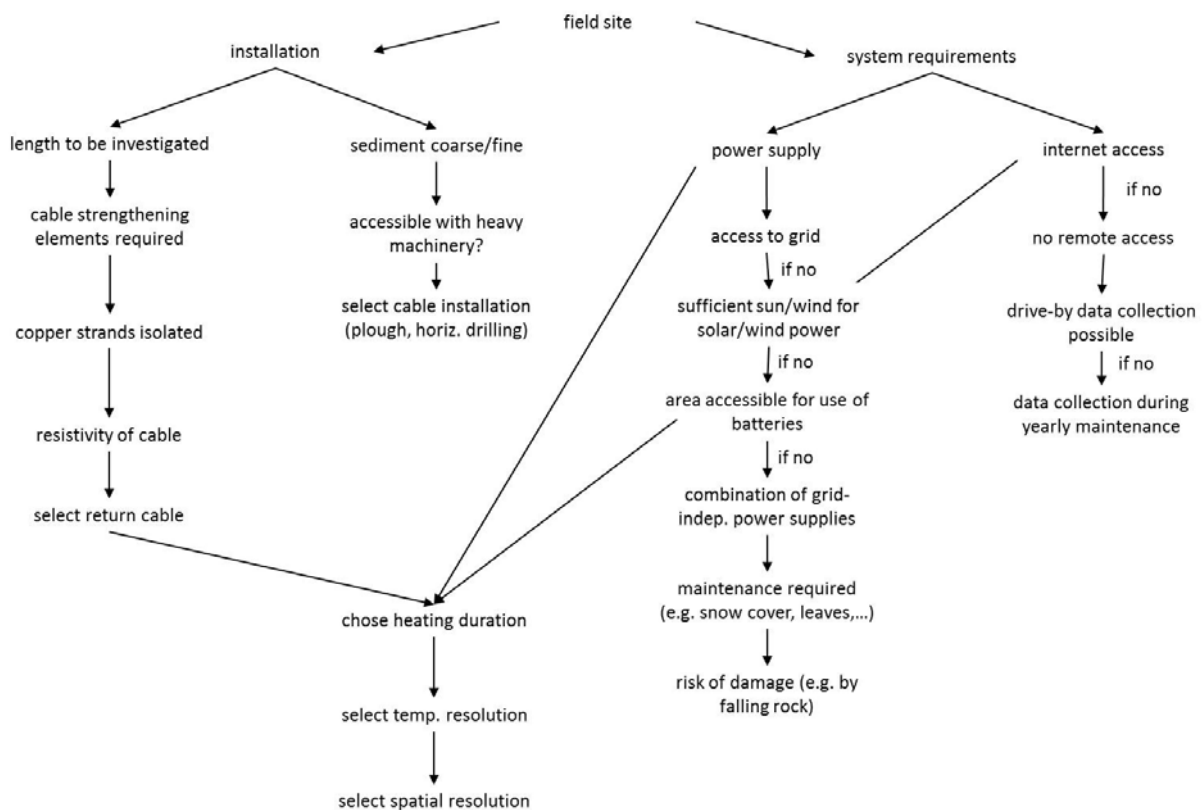 field site
installation
system requirements
length to be investigated
sediment coarse/fine
power supply
internet access
if no
cable strengthening
elements required
accessible with heavy
machinery?
access to grid
no remote access
if no
select cable installation
(plough, horiz. drilling)
sufficient sun/wind for
solar/wind power
drive-by data collection
possible
copper strands isolated
if no
if no
area accessible for use of
batteries
data collection during
yearly maintenance
resistivity of cable
if no
combination of grid-
indep. power supplies
select return cable
maintenance required
(e.g. snow cover, leaves,...)
chose heating duration
risk of damage (e.g. by
falling rock)
select temp. resolution
select spatial resolution